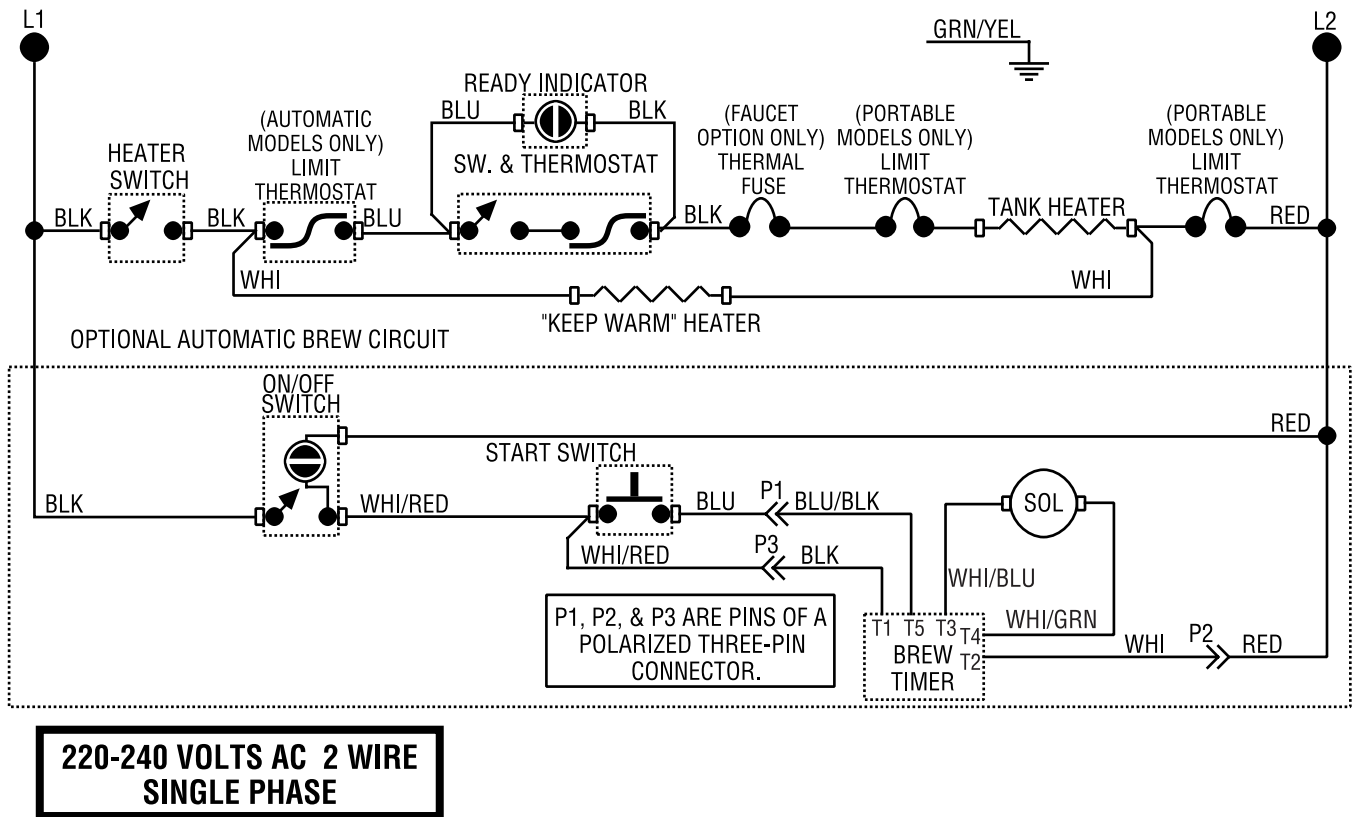 L1
L2
GRN/YEL
READY INDICATOR
BLU
BLK
SW. & THERMOSTAT
(AUTOMATIC
MODELS ONLY)
LIMIT
THERMOSTAT
HEATER
SWITCH
(FAUCET
OPTION ONLY)
THERMAL
FUSE
(PORTABLE
MODELS ONLY)
LIMIT
THERMOSTAT
(PORTABLE
MODELS ONLY)
LIMIT
THERMOSTAT
TANK HEATER
BLK
BLK
BLU
BLK
RED
WHI
WHI
"KEEP WARM" HEATER
OPTIONAL AUTOMATIC BREW CIRCUIT
ON/OFF
SWITCH
RED
START SWITCH
BLK
WHI/RED
BLU
P1
BLU/BLK
SOL
WHI/RED
P3
BLK
WHI/BLU
WHI/GRN
P1, P2, & P3 ARE PINS OF A
POLARIZED THREE-PIN
CONNECTOR.
T1 T5 T3 T4
BREW T2
TIMER
WHI
P2
RED
220-240 VOLTS AC 2 WIRE
SINGLE PHASE